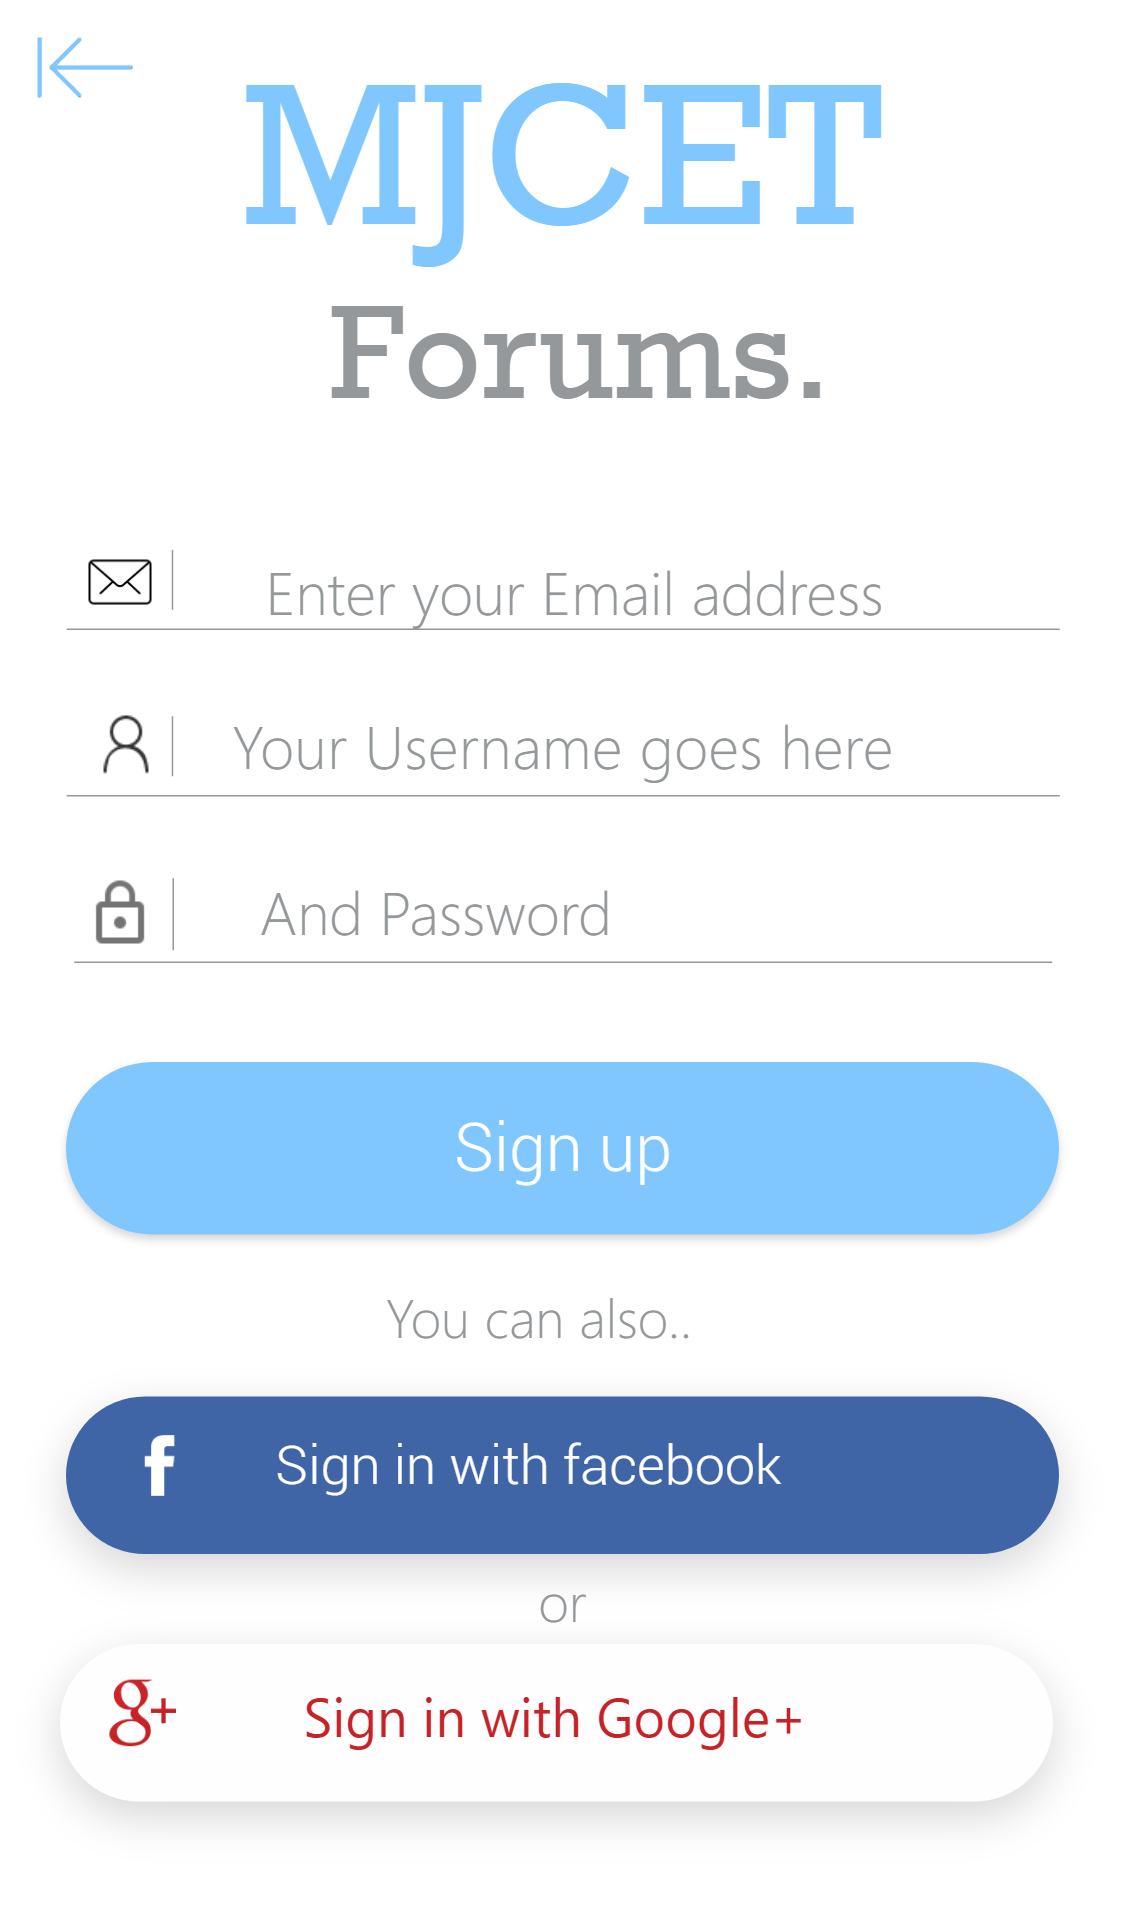 MJCET
Forums.
Enter your Email address
Your Username goes here
And Password
Sign up
You can also..
f Sign in with facebook
or
g+ Sign in with Google+